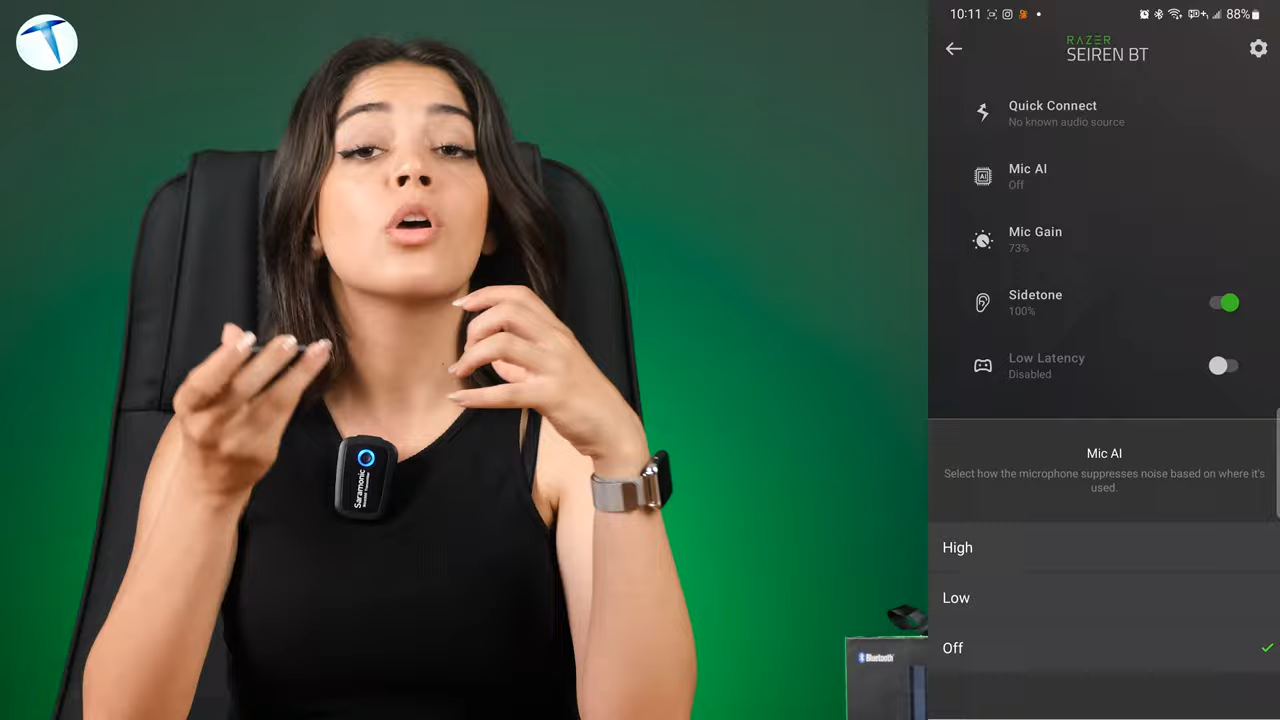 10:11
88%
RAZER
SEIREN BT
Quick Connect
No known audio source
Mic AI
Off
Mic Gain
73%
Sidetone
100%
Low Latency
Disabled
Mic AI
Select how the microphone suppresses noise based on where it's
used.
High
Low
Off
Saramonic
Bluetooth